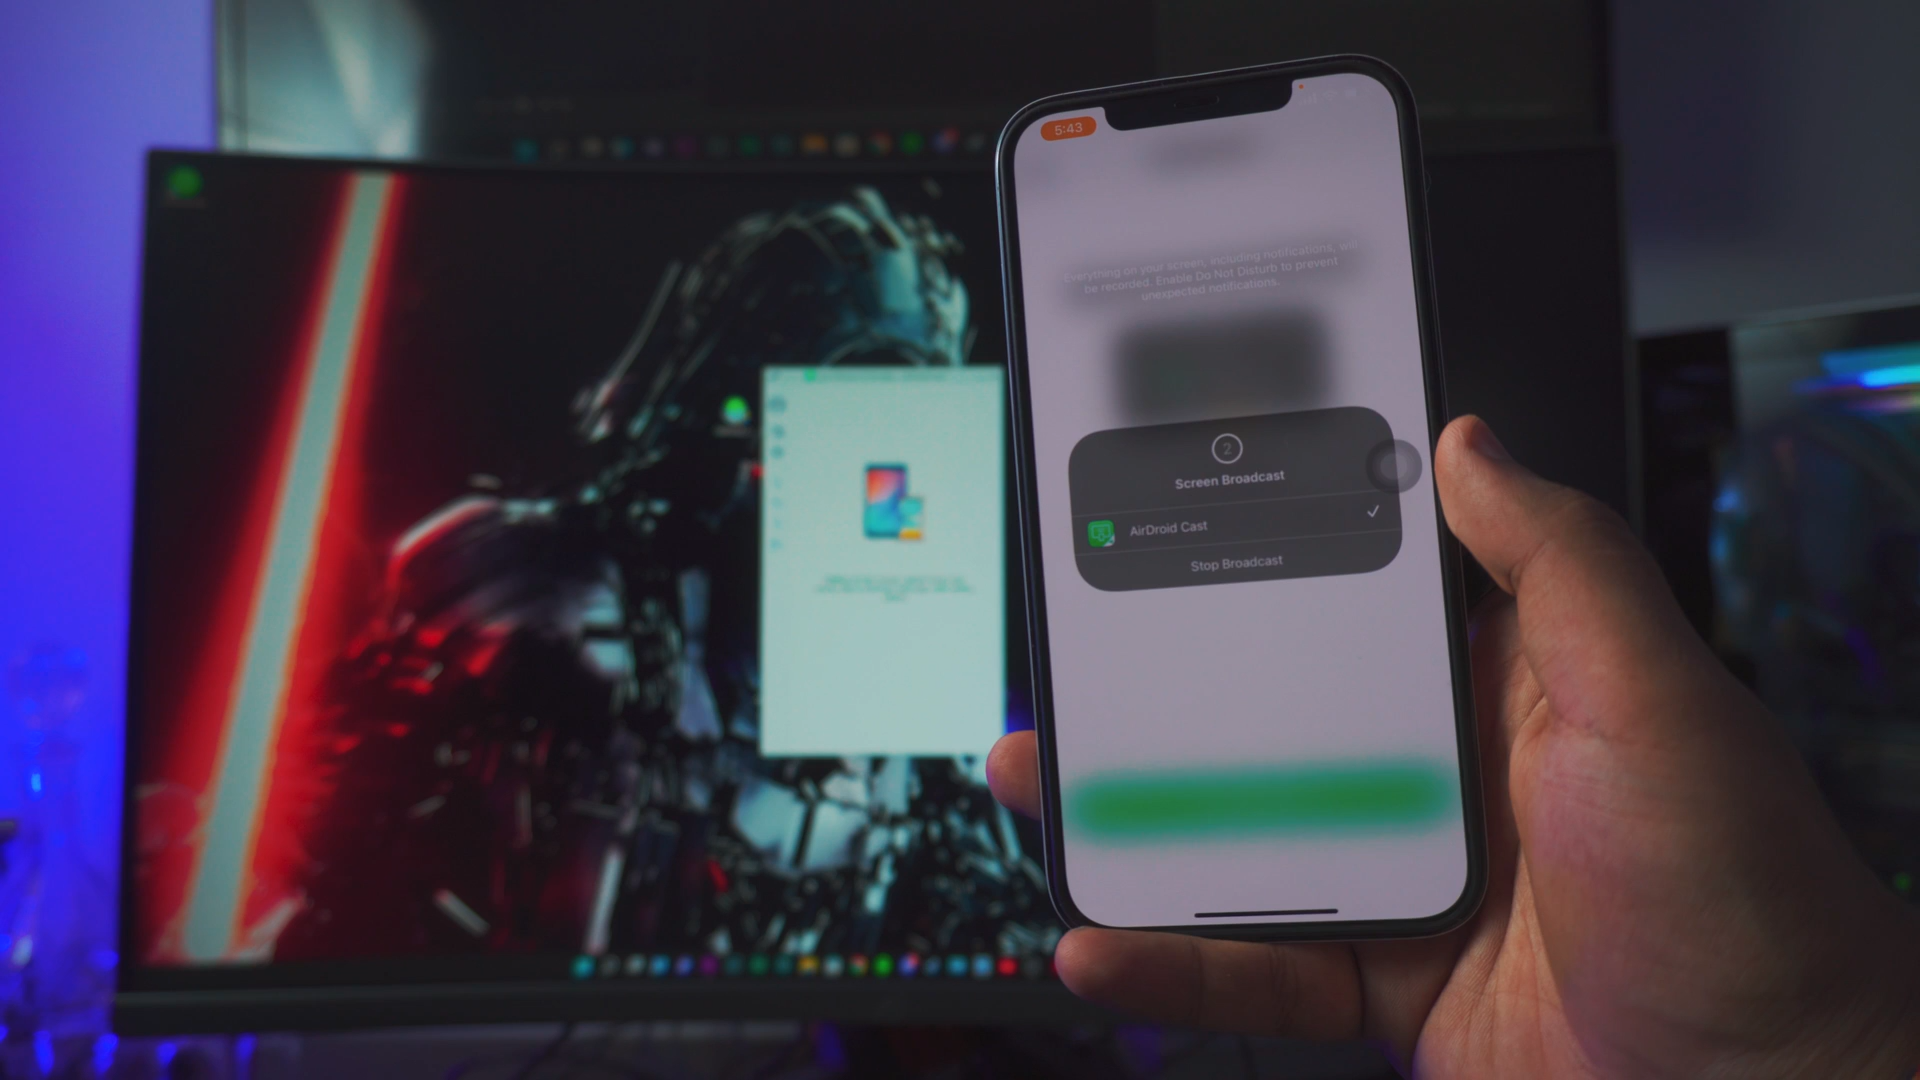 5:43
Everything on your screen, including notifications, will
be recorded. Enable Do Not Disturb to prevent
unexpected notifications.
2
Screen Broadcast
AirDroid Cast
Stop Broadcast